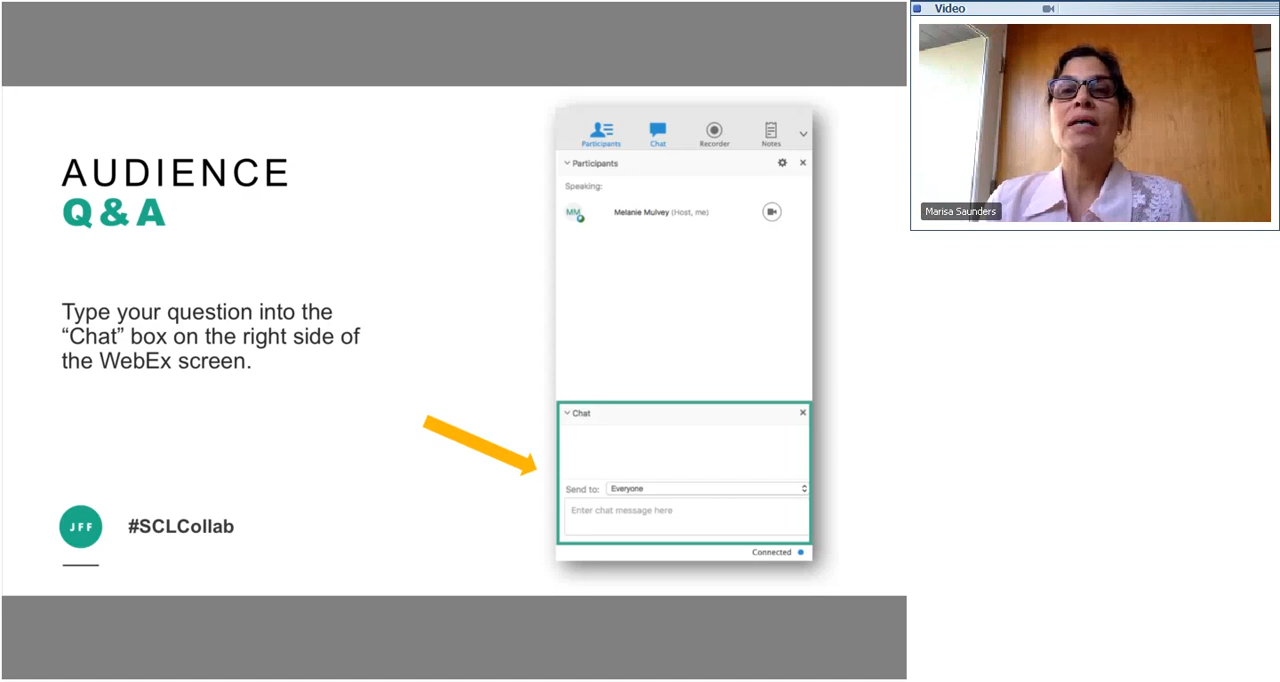 AUDIENCE
Q&A
Type your question into the
“Chat” box on the right side of
the WebEx screen.
JFF
#SCLCollab
Participants Chat Recorder Notes
Participants
Speaking:
MM Melanie Mulvey (Host, me)
Chat
Send to: Everyone
Enter chat message here
Connected
Video
Marisa Saunders